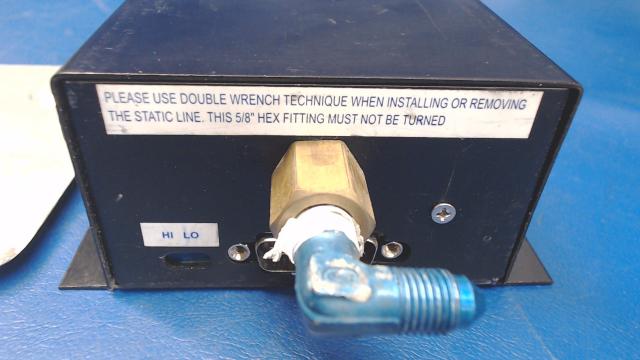 PLEASE USE DOUBLE WRENCH TECHNIQUE WHEN INSTALLING OR REMOVING
THE STATIC LINE. THIS 5/8" HEX FITTING MUST NOT BE TURNED
HI LO